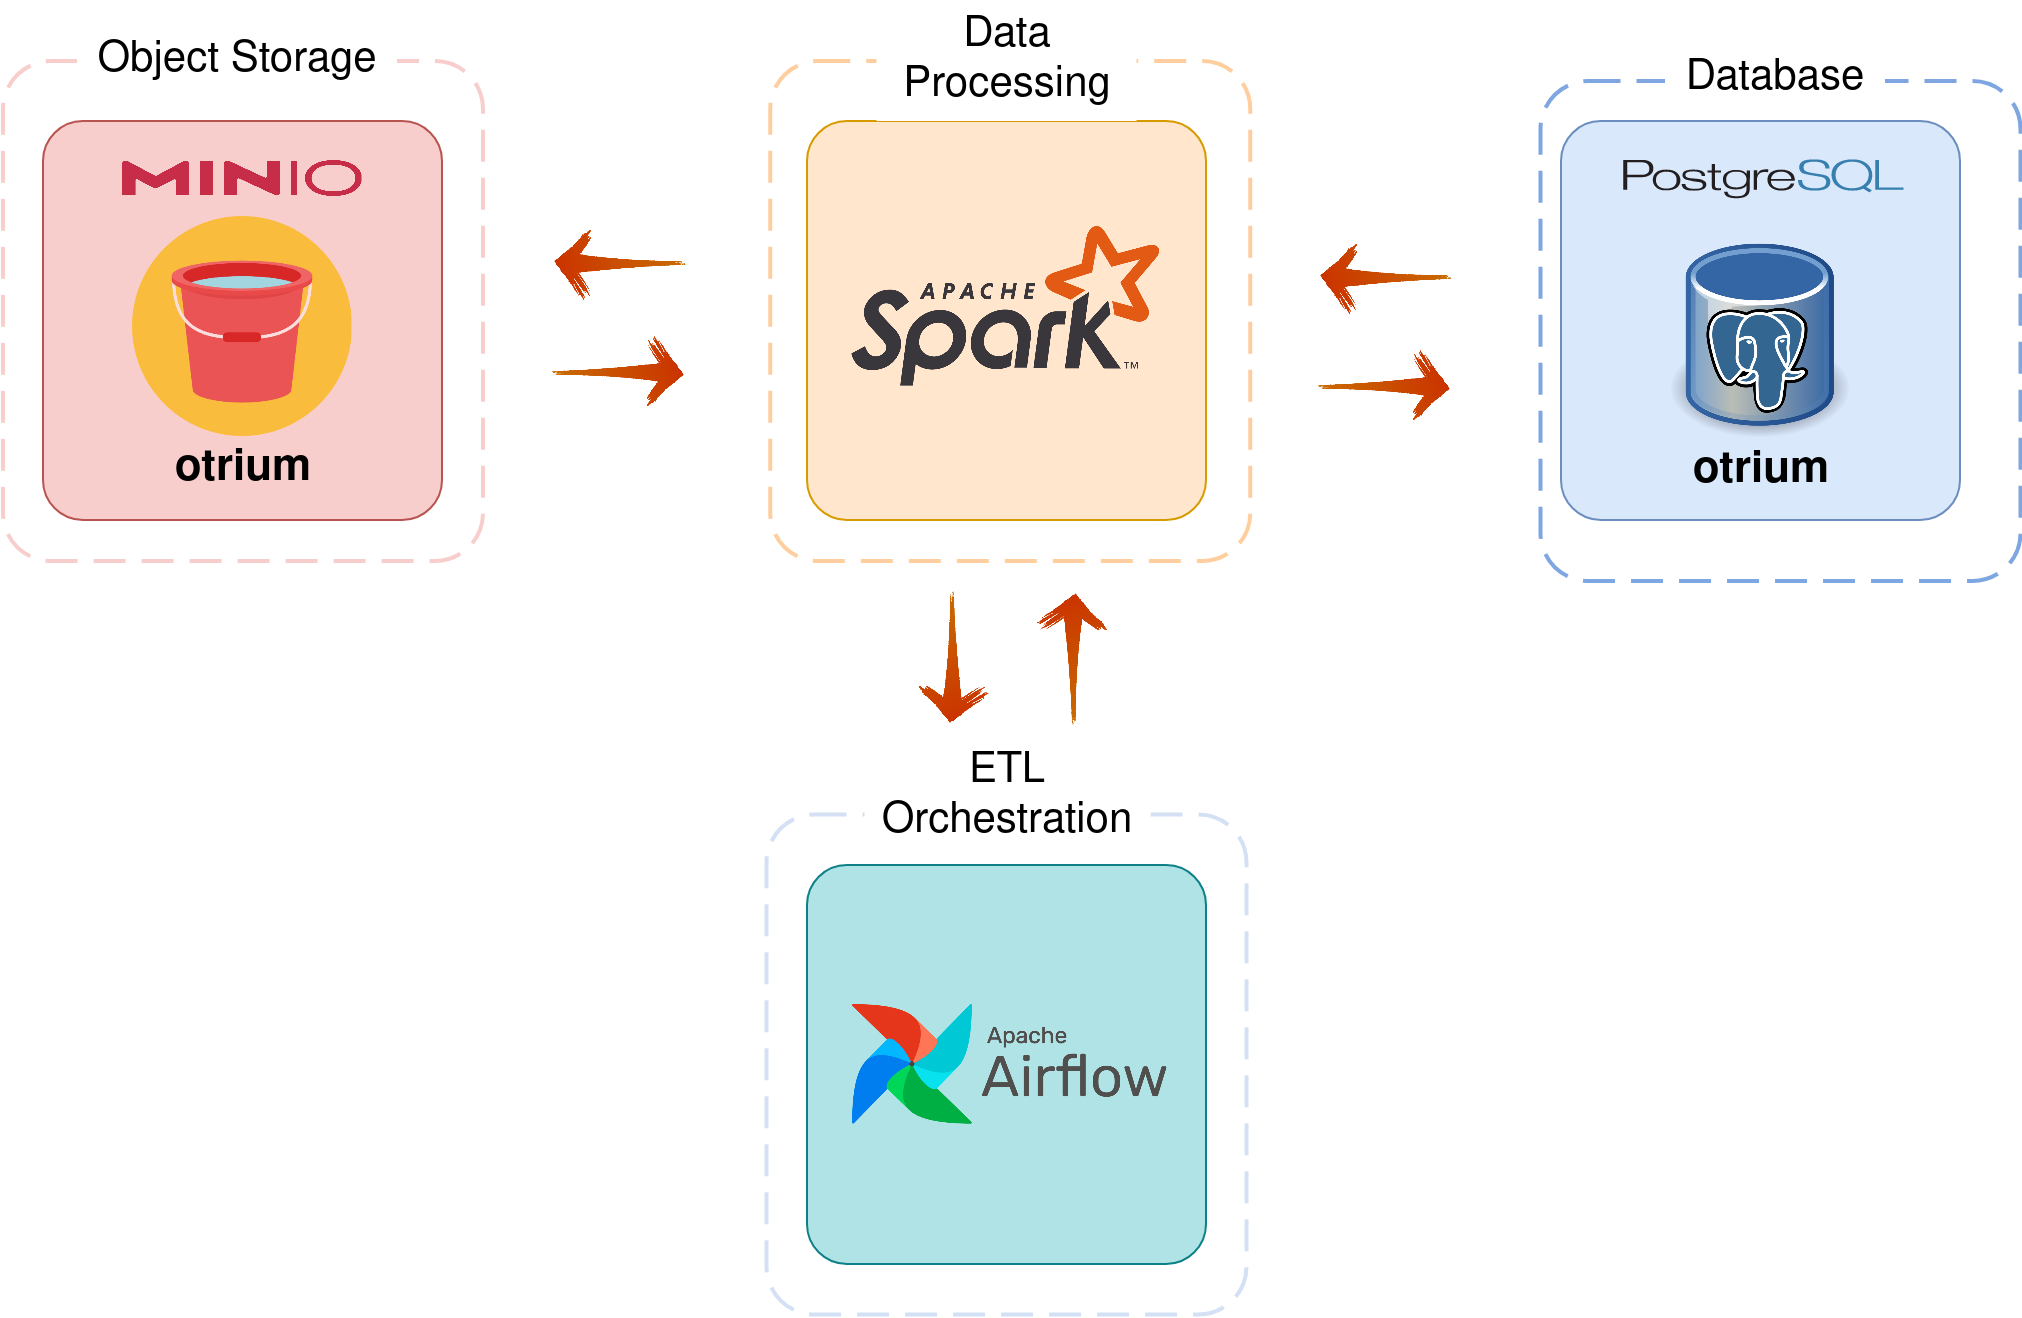 Object Storage
MINIO
otrium
Data
Processing
APACHE
Spark™
Database
PostgreSQL
otrium
ETL
Orchestration
Apache
Airflow